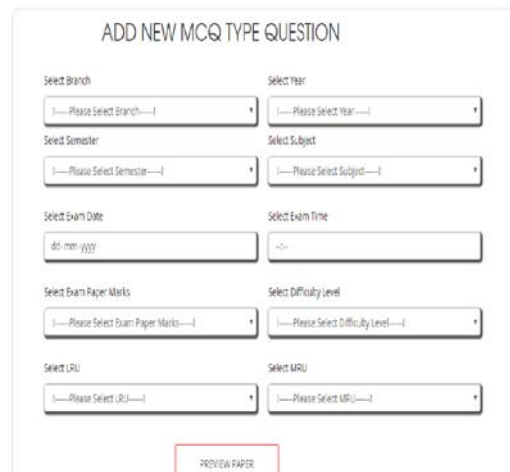 ADD NEW MCQ TYPE QUESTION
Select Branch Select Year
!-----Please Select Branch-----! !-----Please Select Year-----!
Select Semester Select Subject
!-----Please Select Semester-----! !-----Please Select Subject-----!
Select Exam Date Select Exam Time
dd-mm-yyyy --:--
Select Exam Paper Marks Select Difficulty Level
!-----Please Select Exam Paper Marks-----! !-----Please Select Difficulty Level-----!
Select LRU Select MRU
!-----Please Select LRU-----! !-----Please Select MRU-----!
PREVIEW PAPER